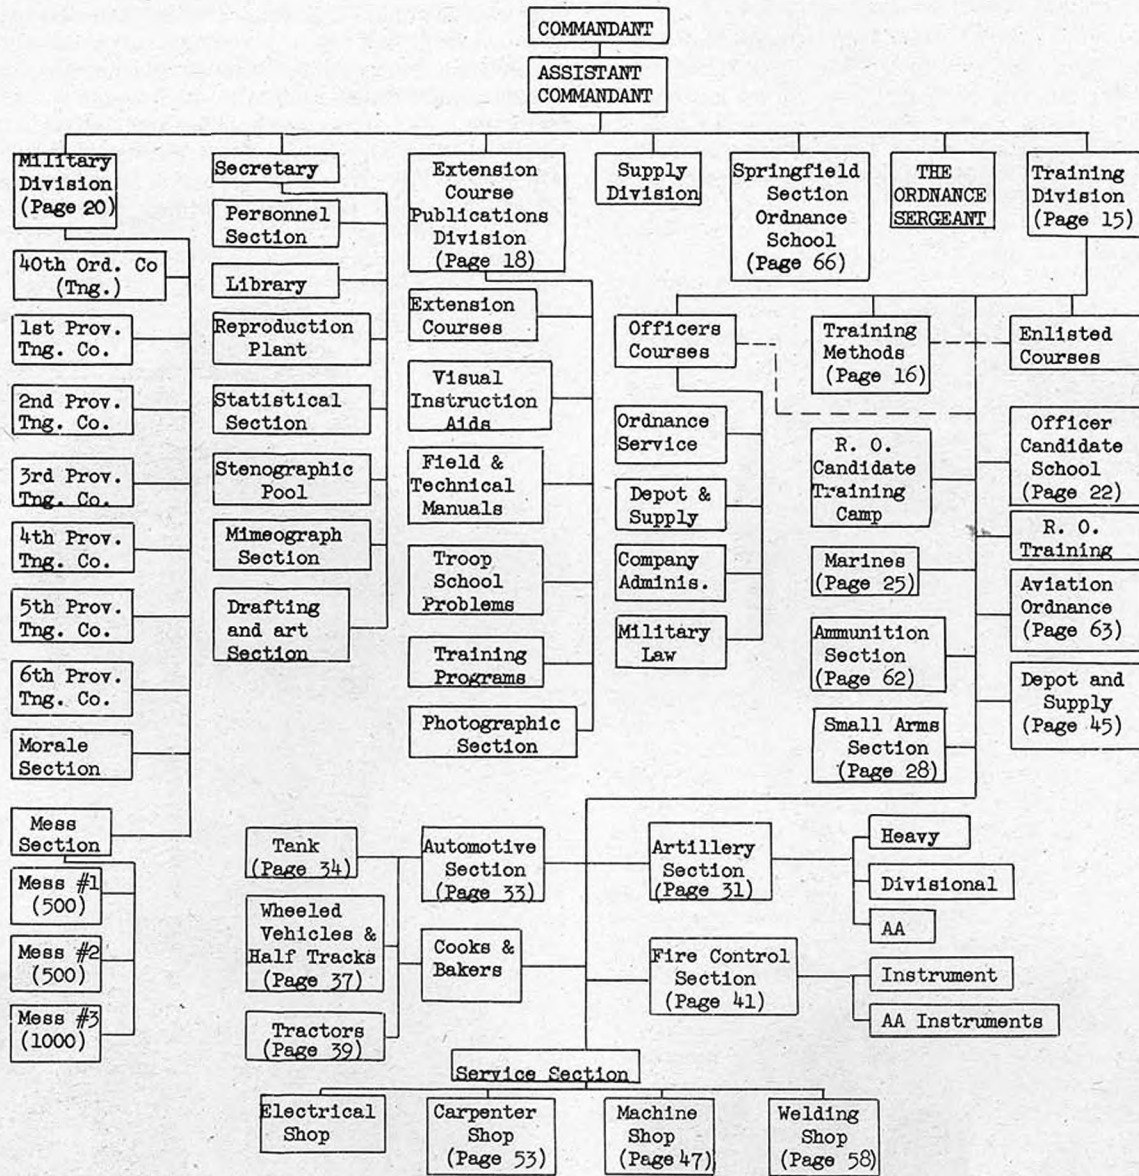 COMMANDANT
ASSISTANT
COMMANDANT
Military
Division
(Page 20)
Secretary
Extension
Course
Publications
Division
(Page 18)
Supply
Division
Springfield
Section
Ordnance
School
(Page 66)
THE
ORDNANCE
SERGEANT
Training
Division
(Page 15)
40th Ord. Co
(Tng.)
1st Prov.
Tng. Co.
2nd Prov.
Tng. Co.
3rd Prov.
Tng. Co.
4th Prov.
Tng. Co.
5th Prov.
Tng. Co.
6th Prov.
Tng. Co.
Morale
Section
Mess
Section
Mess #1
(500)
Mess #2
(500)
Mess #3
(1000)
Personnel
Section
Library
Reproduction
Plant
Statistical
Section
Stenographic
Pool
Mimeograph
Section
Drafting
and art
Section
Extension
Courses
Visual
Instruction
Aids
Field &
Technical
Manuals
Troop
School
Problems
Training
Programs
Photographic
Section
Officers
Courses
Ordnance
Service
Depot &
Supply
Company
Adminis.
Military
Law
Training
Methods
(Page 16)
Enlisted
Courses
R. O.
Candidate
Training
Camp
Marines
(Page 25)
Ammunition
Section
(Page 62)
Small Arms
Section
(Page 28)
Officer
Candidate
School
(Page 22)
R. O.
Training
Aviation
Ordnance
(Page 63)
Depot and
Supply
(Page 45)
Tank
(Page 34)
Wheeled
Vehicles &
Half Tracks
(Page 37)
Tractors
(Page 39)
Automotive
Section
(Page 33)
Cooks &
Bakers
Artillery
Section
(Page 31)
Fire Control
Section
(Page 41)
Heavy
Divisional
AA
Instrument
AA Instruments
Service Section
Electrical
Shop
Carpenter
Shop
(Page 53)
Machine
Shop
(Page 47)
Welding
Shop
(Page 58)